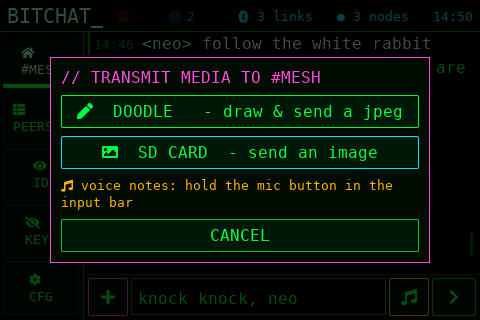 BITCHAT_ 2 3 links 3 nodes 14:50
#MESH
14:46 <neo> follow the white rabbit
are
PEERS
ID
KEY
CFG
// TRANSMIT MEDIA TO #MESH
DOODLE - draw & send a jpeg
SD CARD - send an image
voice notes: hold the mic button in the
input bar
CANCEL
knock knock, neo